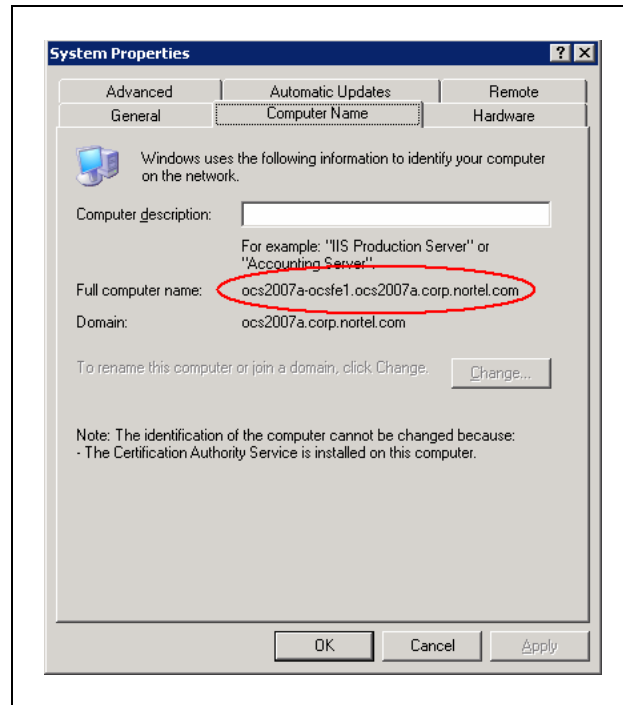 System Properties
Advanced
Automatic Updates
Remote
General
Computer Name
Hardware
Windows uses the following information to identify your computer
on the network.
Computer description:
For example: "IIS Production Server" or
"Accounting Server".
Full computer name: ocs2007a-ocsfe1.ocs2007a.corp.nortel.com
Domain: ocs2007a.corp.nortel.com
To rename this computer or join a domain, click Change.
Change...
Note: The identification of the computer cannot be changed because:
- The Certification Authority Service is installed on this computer.
OK
Cancel
Apply